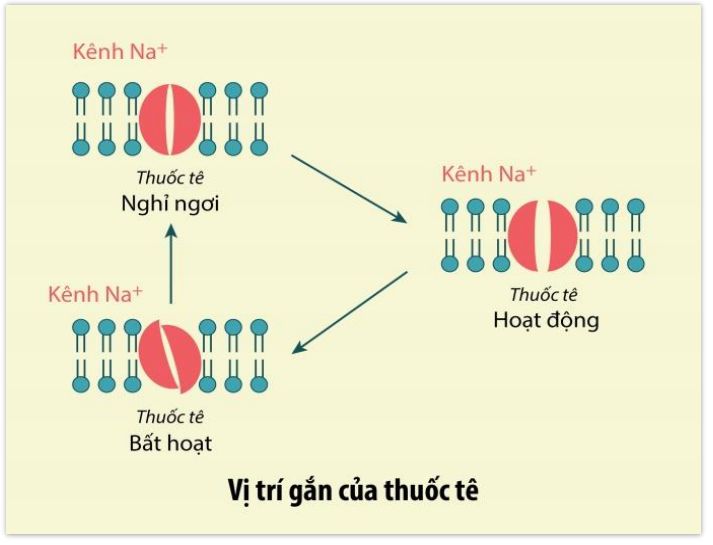 Kênh Na⁺
Thuốc tê
Nghỉ ngơi
Kênh Na⁺
Thuốc tê
Hoạt động
Kênh Na⁺
Thuốc tê
Bất hoạt
Vị trí gắn của thuốc tê